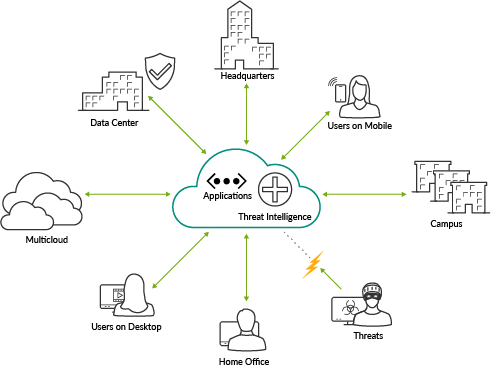 Headquarters
Data Center
Users on Mobile
Applications
Threat Intelligence
Campus
Multicloud
Users on Desktop
Threats
Home Office